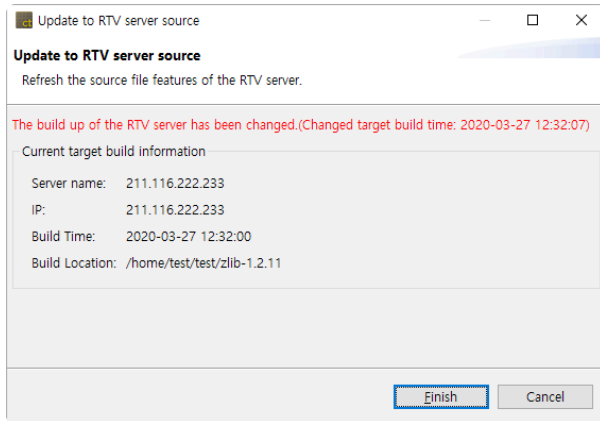 ct Update to RTV server source
Update to RTV server source
Refresh the source file features of the RTV server.
The build up of the RTV server has been changed.(Changed target build time: 2020-03-27 12:32:07)
Current target build information
Server name: 211.116.222.233
IP: 211.116.222.233
Build Time: 2020-03-27 12:32:00
Build Location: /home/test/test/zlib-1.2.11
Finish Cancel